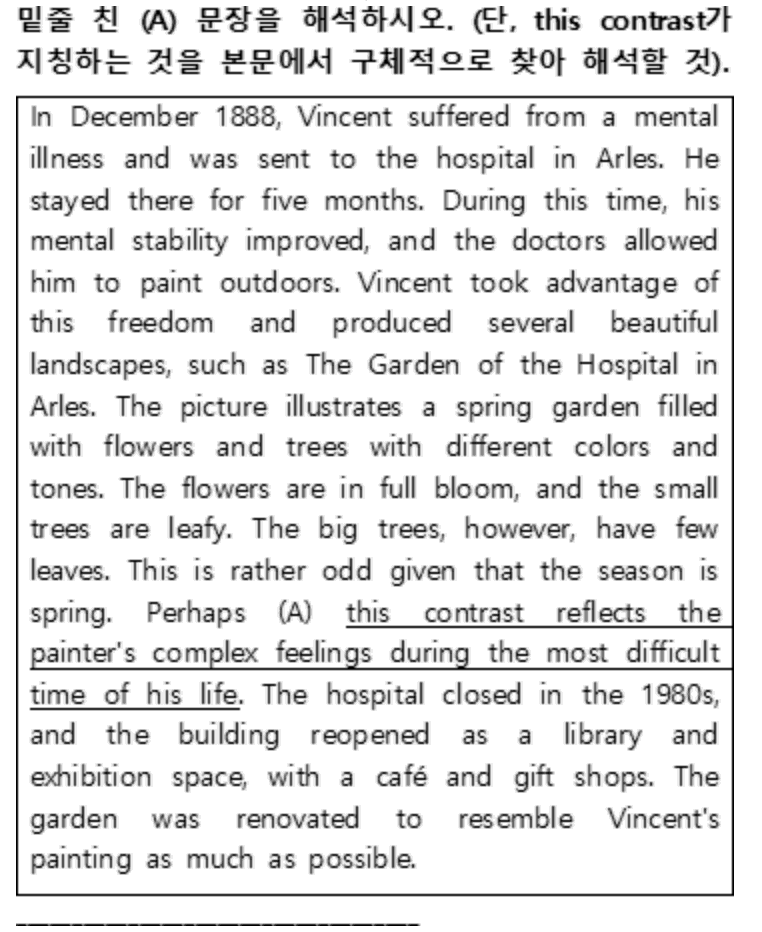 밑줄 친 (A) 문장을 해석하시오. (단, this contrast가
지칭하는 것을 본문에서 구체적으로 찾아 해석할 것).
In December 1888, Vincent suffered from a mental
illness and was sent to the hospital in Arles. He
stayed there for five months. During this time, his
mental stability improved, and the doctors allowed
him to paint outdoors. Vincent took advantage of
this freedom and produced several beautiful
landscapes, such as The Garden of the Hospital in
Arles. The picture illustrates a spring garden filled
with flowers and trees with different colors and
tones. The flowers are in full bloom, and the small
trees are leafy. The big trees, however, have few
leaves. This is rather odd given that the season is
spring. Perhaps (A) this contrast reflects the
painter's complex feelings during the most difficult
time of his life. The hospital closed in the 1980s,
and the building reopened as a library and
exhibition space, with a café and gift shops. The
garden was renovated to resemble Vincent's
painting as much as possible.